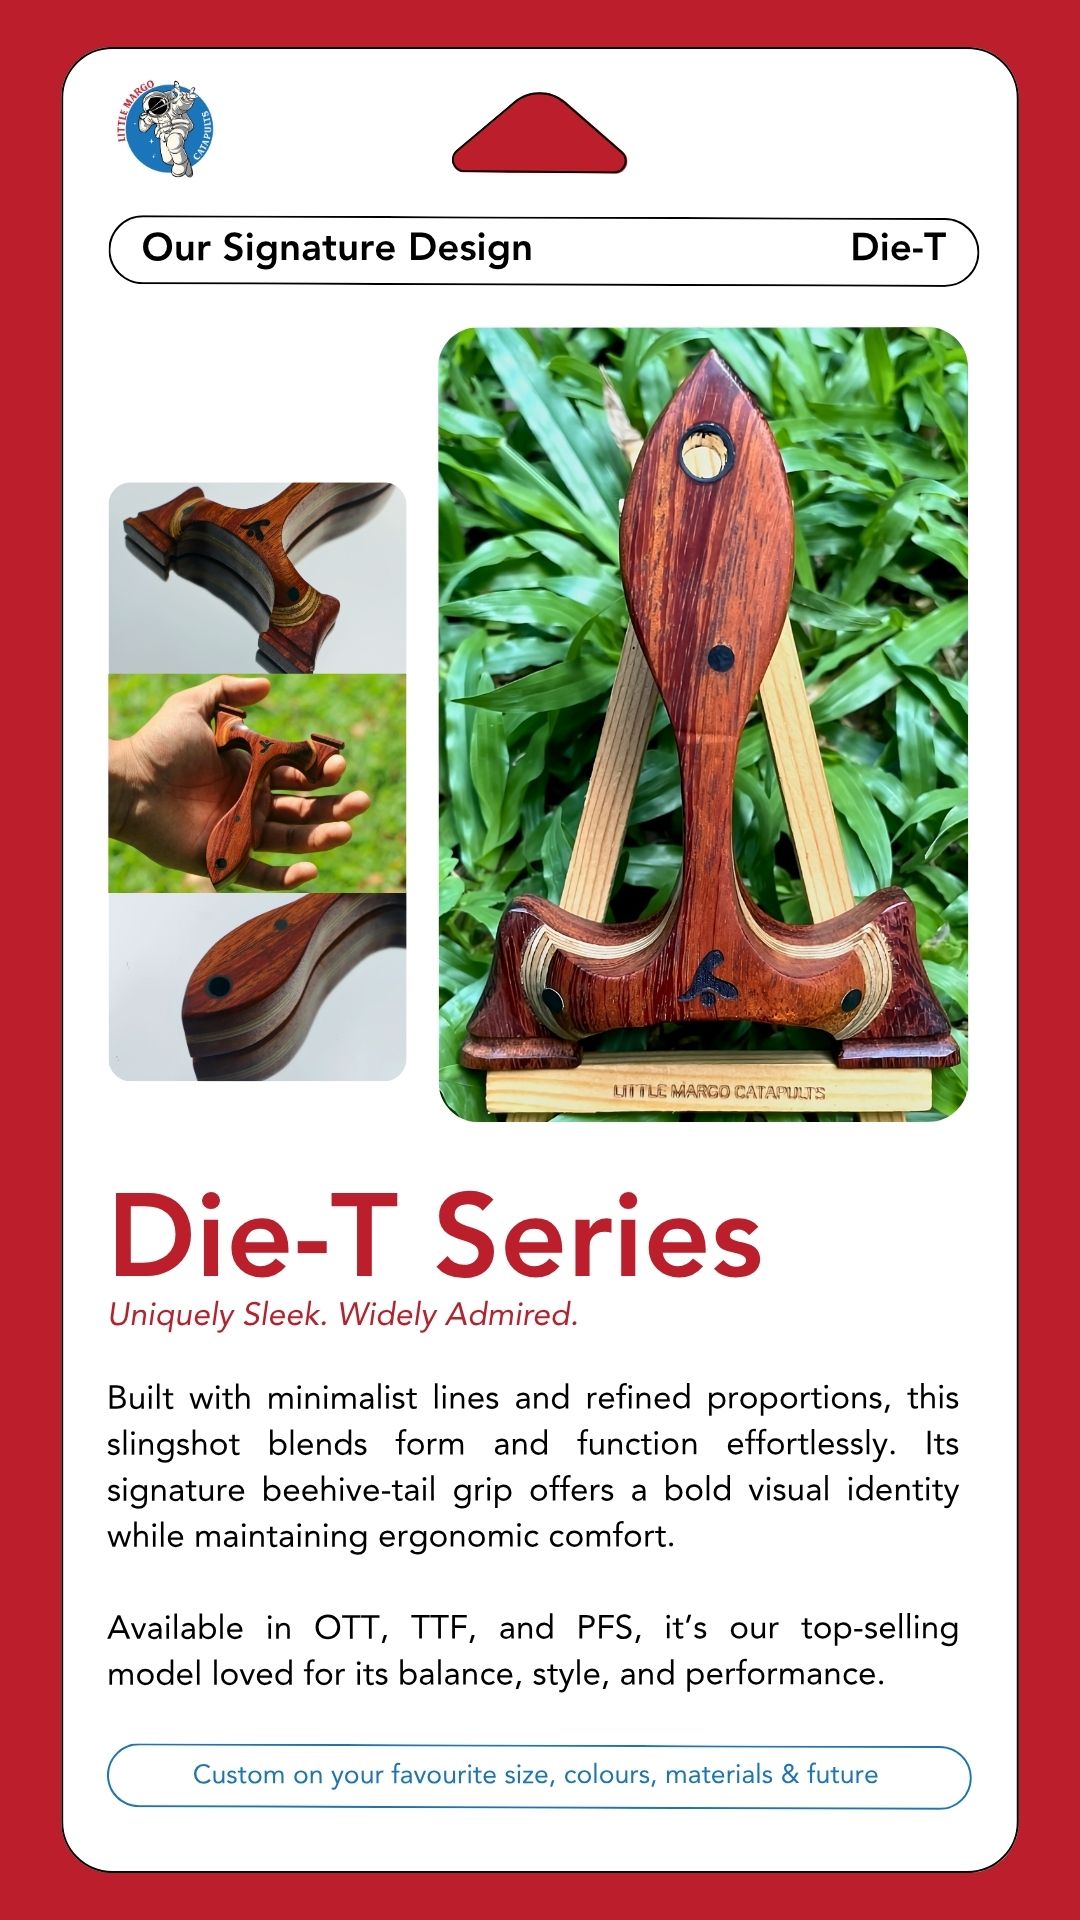 LITTLE MARGO
CATAPULTS
Our Signature Design
Die-T
LITTLE MARGO CATAPULTS
Die-T Series
Uniquely Sleek. Widely Admired.
Built with minimalist lines and refined proportions, this
slingshot blends form and function effortlessly. Its
signature beehive-tail grip offers a bold visual identity
while maintaining ergonomic comfort.
Available in OTT, TTF, and PFS, it’s our top-selling
model loved for its balance, style, and performance.
Custom on your favourite size, colours, materials & future